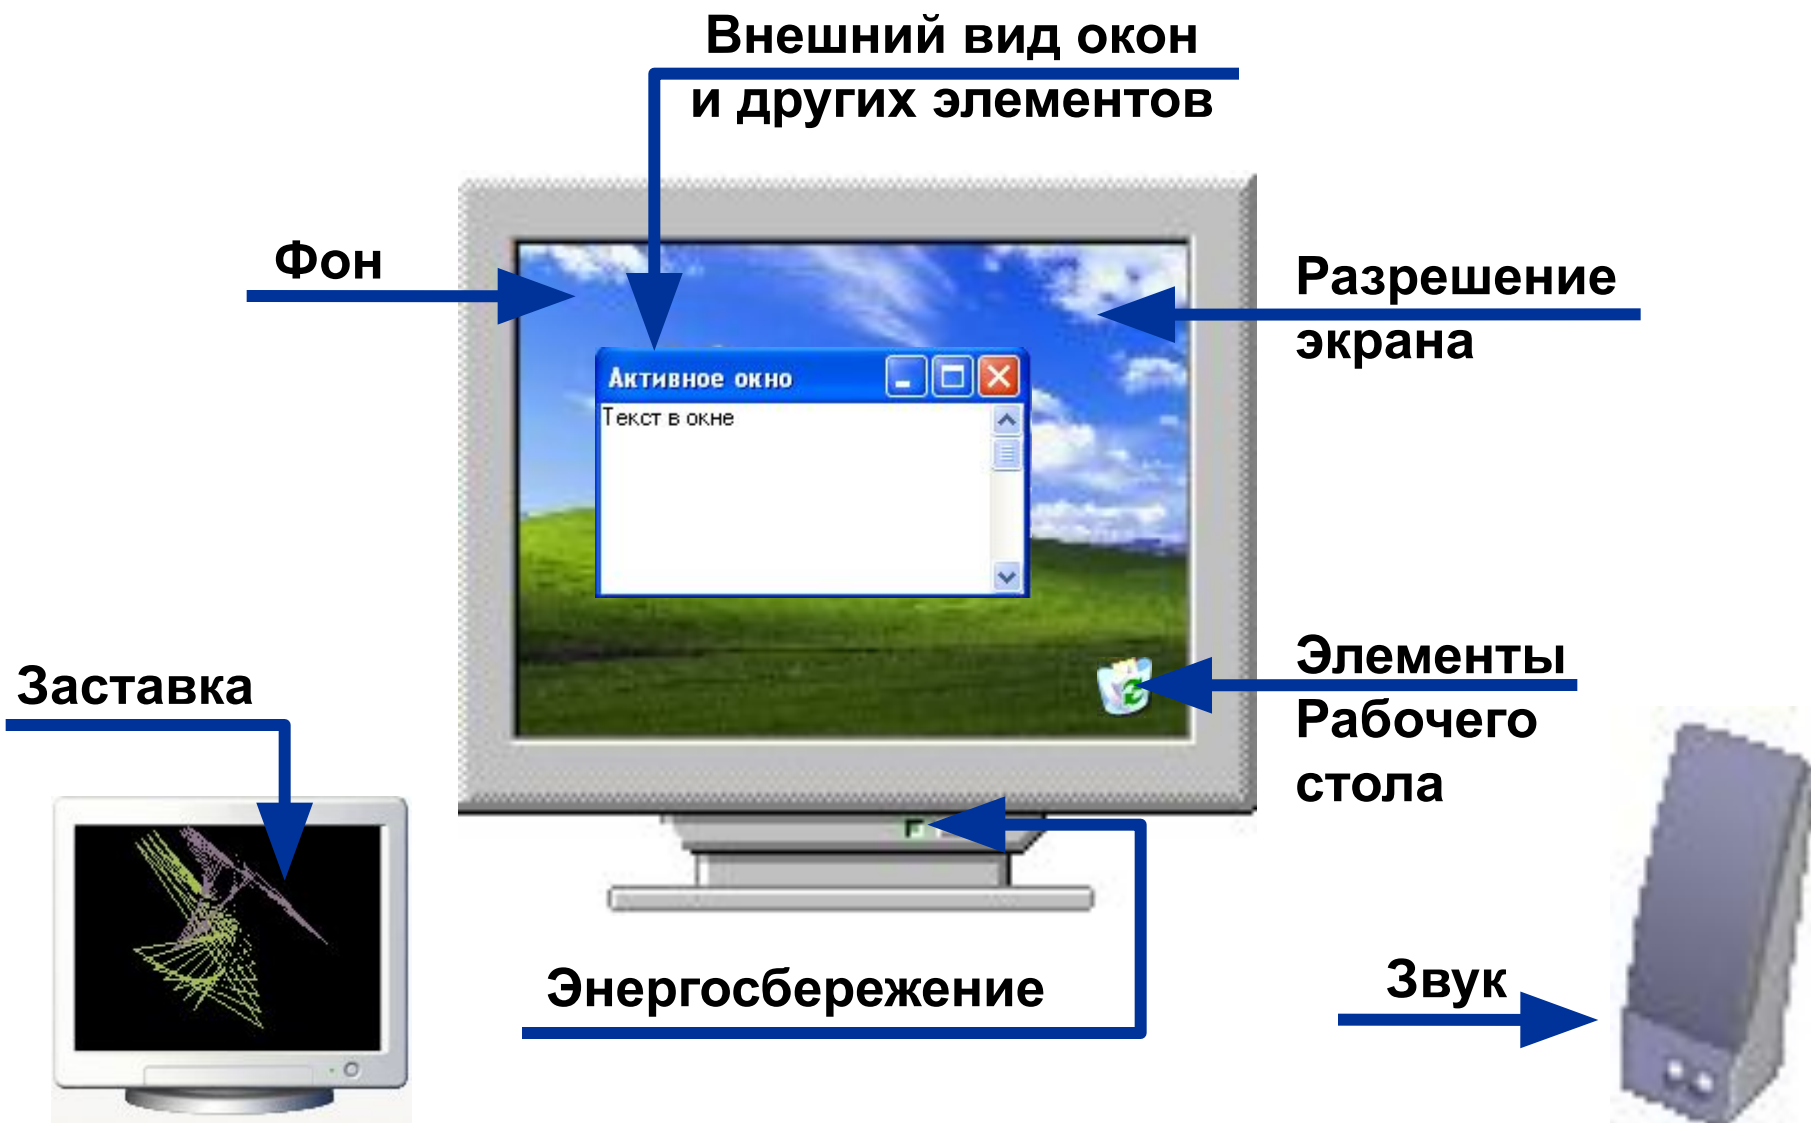 Внешний вид окон
и других элементов
Фон
Разрешение
экрана
Активное окно
Текст в окне
Заставка
Элементы
Рабочего
стола
Энергосбережение
Звук